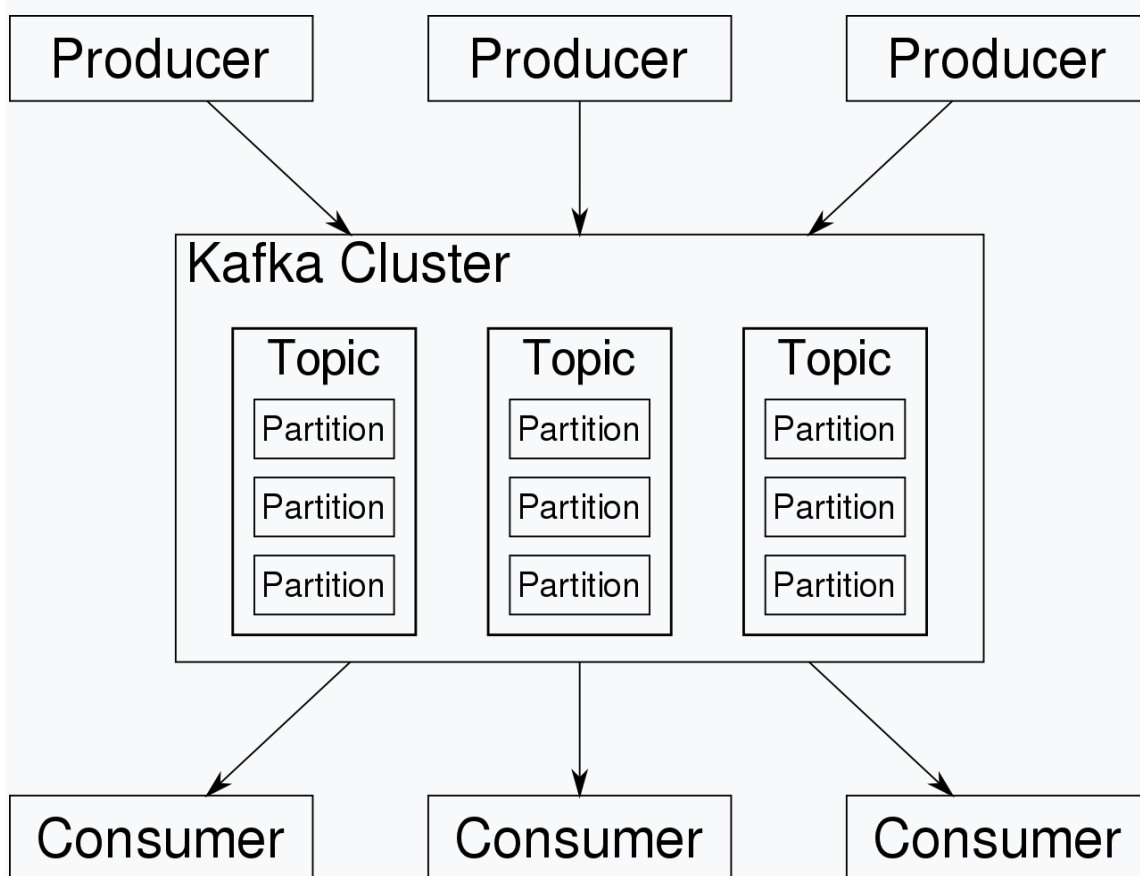 Producer Producer Producer
Kafka Cluster
Topic Topic Topic
Partition Partition Partition
Partition Partition Partition
Partition Partition Partition
Consumer Consumer Consumer